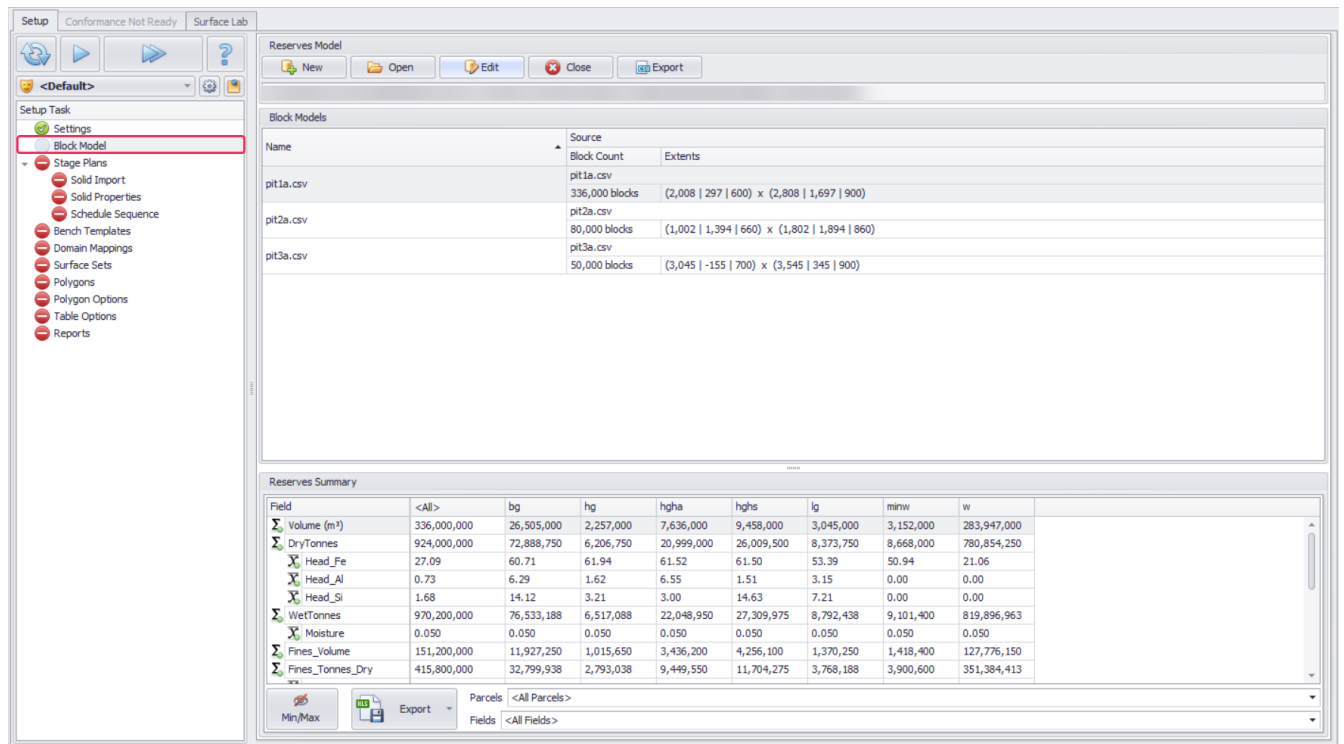 Setup Conformance Not Ready Surface Lab
<Default>
Setup Task
Settings
Block Model
Stage Plans
Solid Import
Solid Properties
Schedule Sequence
Bench Templates
Domain Mappings
Surface Sets
Polygons
Polygon Options
Table Options
Reports
Reserves Model
New Open Edit Close Export
Block Models
Name Source
Block Count Extents
pit1a.csv pit1a.csv
336,000 blocks (2,008 | 297 | 600) x (2,808 | 1,697 | 900)
pit2a.csv pit2a.csv
80,000 blocks (1,002 | 1,394 | 660) x (1,802 | 1,894 | 860)
pit3a.csv pit3a.csv
50,000 blocks (3,045 | -155 | 700) x (3,545 | 345 | 900)
Reserves Summary
Field <All> bg hg hgha hghs lg minw w
Σ Volume (m³) 336,000,000 26,505,000 2,257,000 7,636,000 9,458,000 3,045,000 3,152,000 283,947,000
Σ DryTonnes 924,000,000 72,888,750 6,206,750 20,999,000 26,009,500 8,373,750 8,668,000 780,854,250
X Head_Fe 27.09 60.71 61.94 61.52 61.50 53.39 50.94 21.06
X Head_Al 0.73 6.29 1.62 6.55 1.51 3.15 0.00 0.00
X Head_Si 1.68 14.12 3.21 3.00 14.63 7.21 0.00 0.00
Σ WetTonnes 970,200,000 76,533,188 6,517,088 22,048,950 27,309,975 8,792,438 9,101,400 819,896,963
X Moisture 0.050 0.050 0.050 0.050 0.050 0.050 0.050 0.050
Σ Fines_Volume 151,200,000 11,927,250 1,015,650 3,436,200 4,256,100 1,370,250 1,418,400 127,776,150
Σ Fines_Tonnes_Dry 415,800,000 32,799,938 2,793,038 9,449,550 11,704,275 3,768,188 3,900,600 351,384,413
Min/Max
XLS Export
Parcels <All Parcels>
Fields <All Fields>